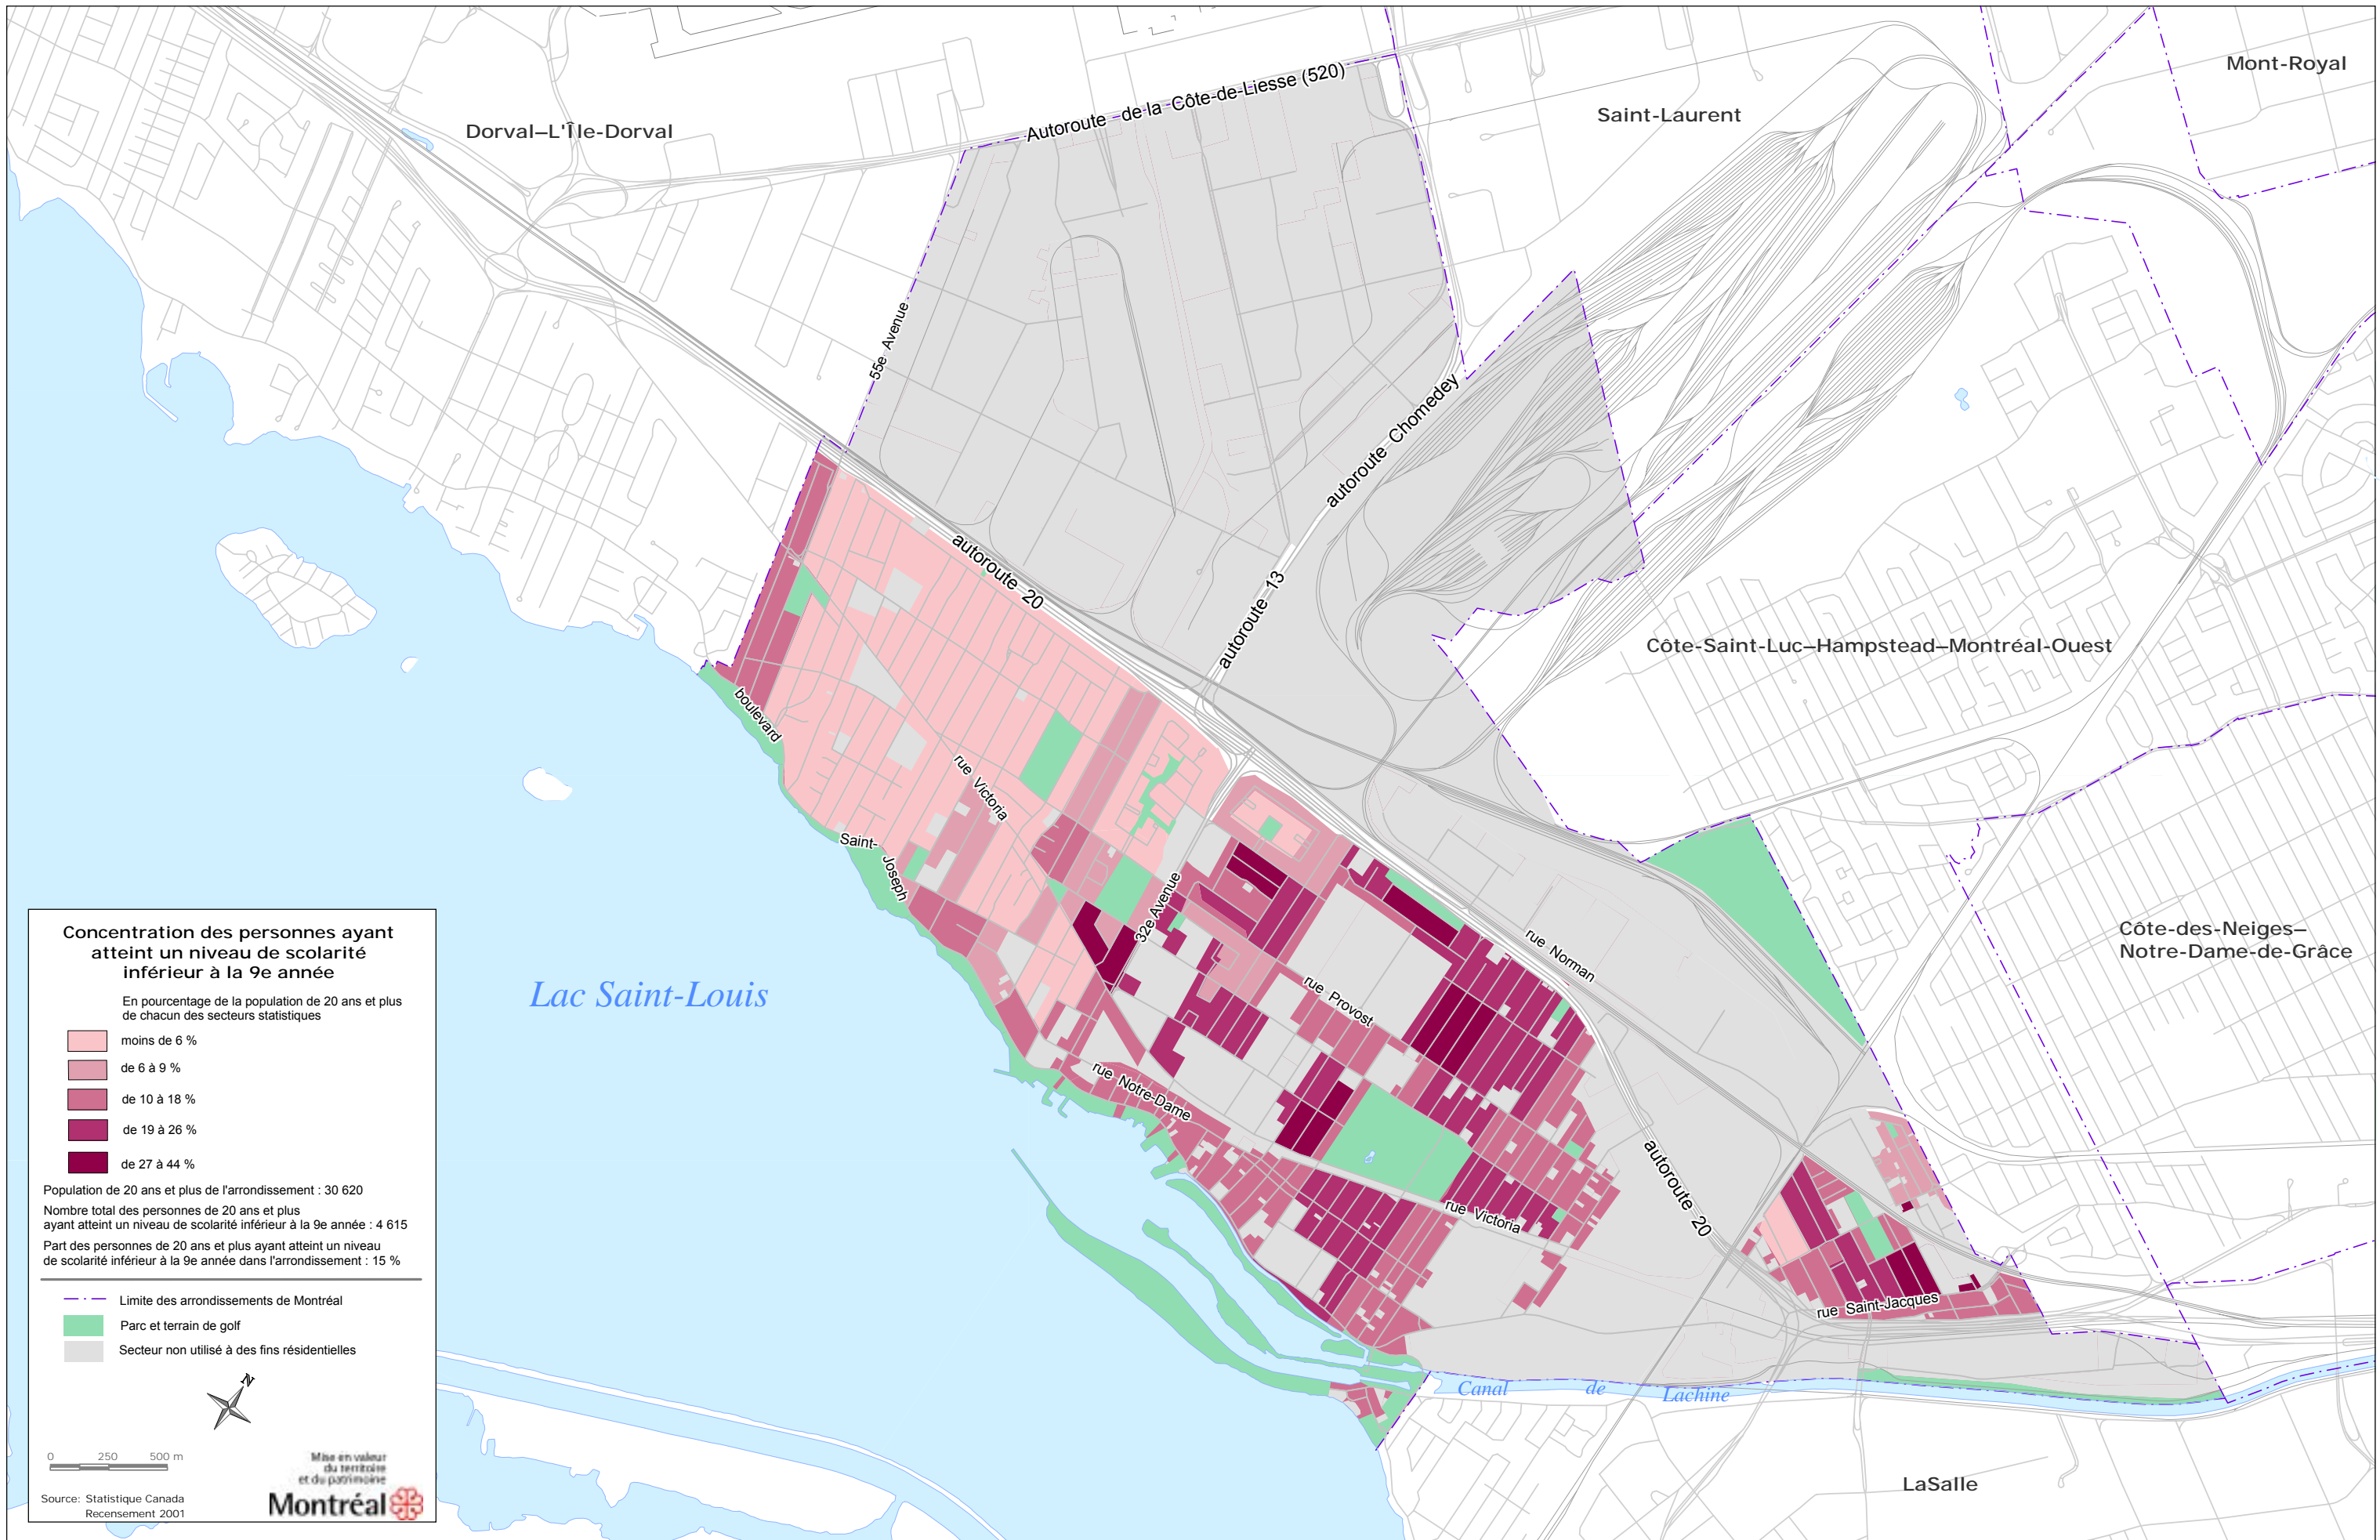 Mont-Royal
Saint-Laurent
Dorval–L'Île-Dorval
Autoroute de la Côte-de-Liesse (520)
55e Avenue
autoroute Chomedey
autoroute 20
autoroute 13
Côte-Saint-Luc–Hampstead–Montréal-Ouest
boulevard
Saint-Joseph
rue Victoria
32e Avenue
rue Norman
rue Provost
Côte-des-Neiges–
Notre-Dame-de-Grâce
Lac Saint-Louis
rue Notre-Dame
rue Victoria
autoroute 20
rue Saint-Jacques
Canal de Lachine
LaSalle
Concentration des personnes ayant
atteint un niveau de scolarité
inférieur à la 9e année
En pourcentage de la population de 20 ans et plus
de chacun des secteurs statistiques
moins de 6 %
de 6 à 9 %
de 10 à 18 %
de 19 à 26 %
de 27 à 44 %
Population de 20 ans et plus de l'arrondissement : 30 620
Nombre total des personnes de 20 ans et plus
ayant atteint un niveau de scolarité inférieur à la 9e année : 4 615
Part des personnes de 20 ans et plus ayant atteint un niveau
de scolarité inférieur à la 9e année dans l'arrondissement : 15 %
Limite des arrondissements de Montréal
Parc et terrain de golf
Secteur non utilisé à des fins résidentielles
N
0 250 500 m
Mise en valeur
du territoire
et du patrimoine
Montréal
Source: Statistique Canada
Recensement 2001